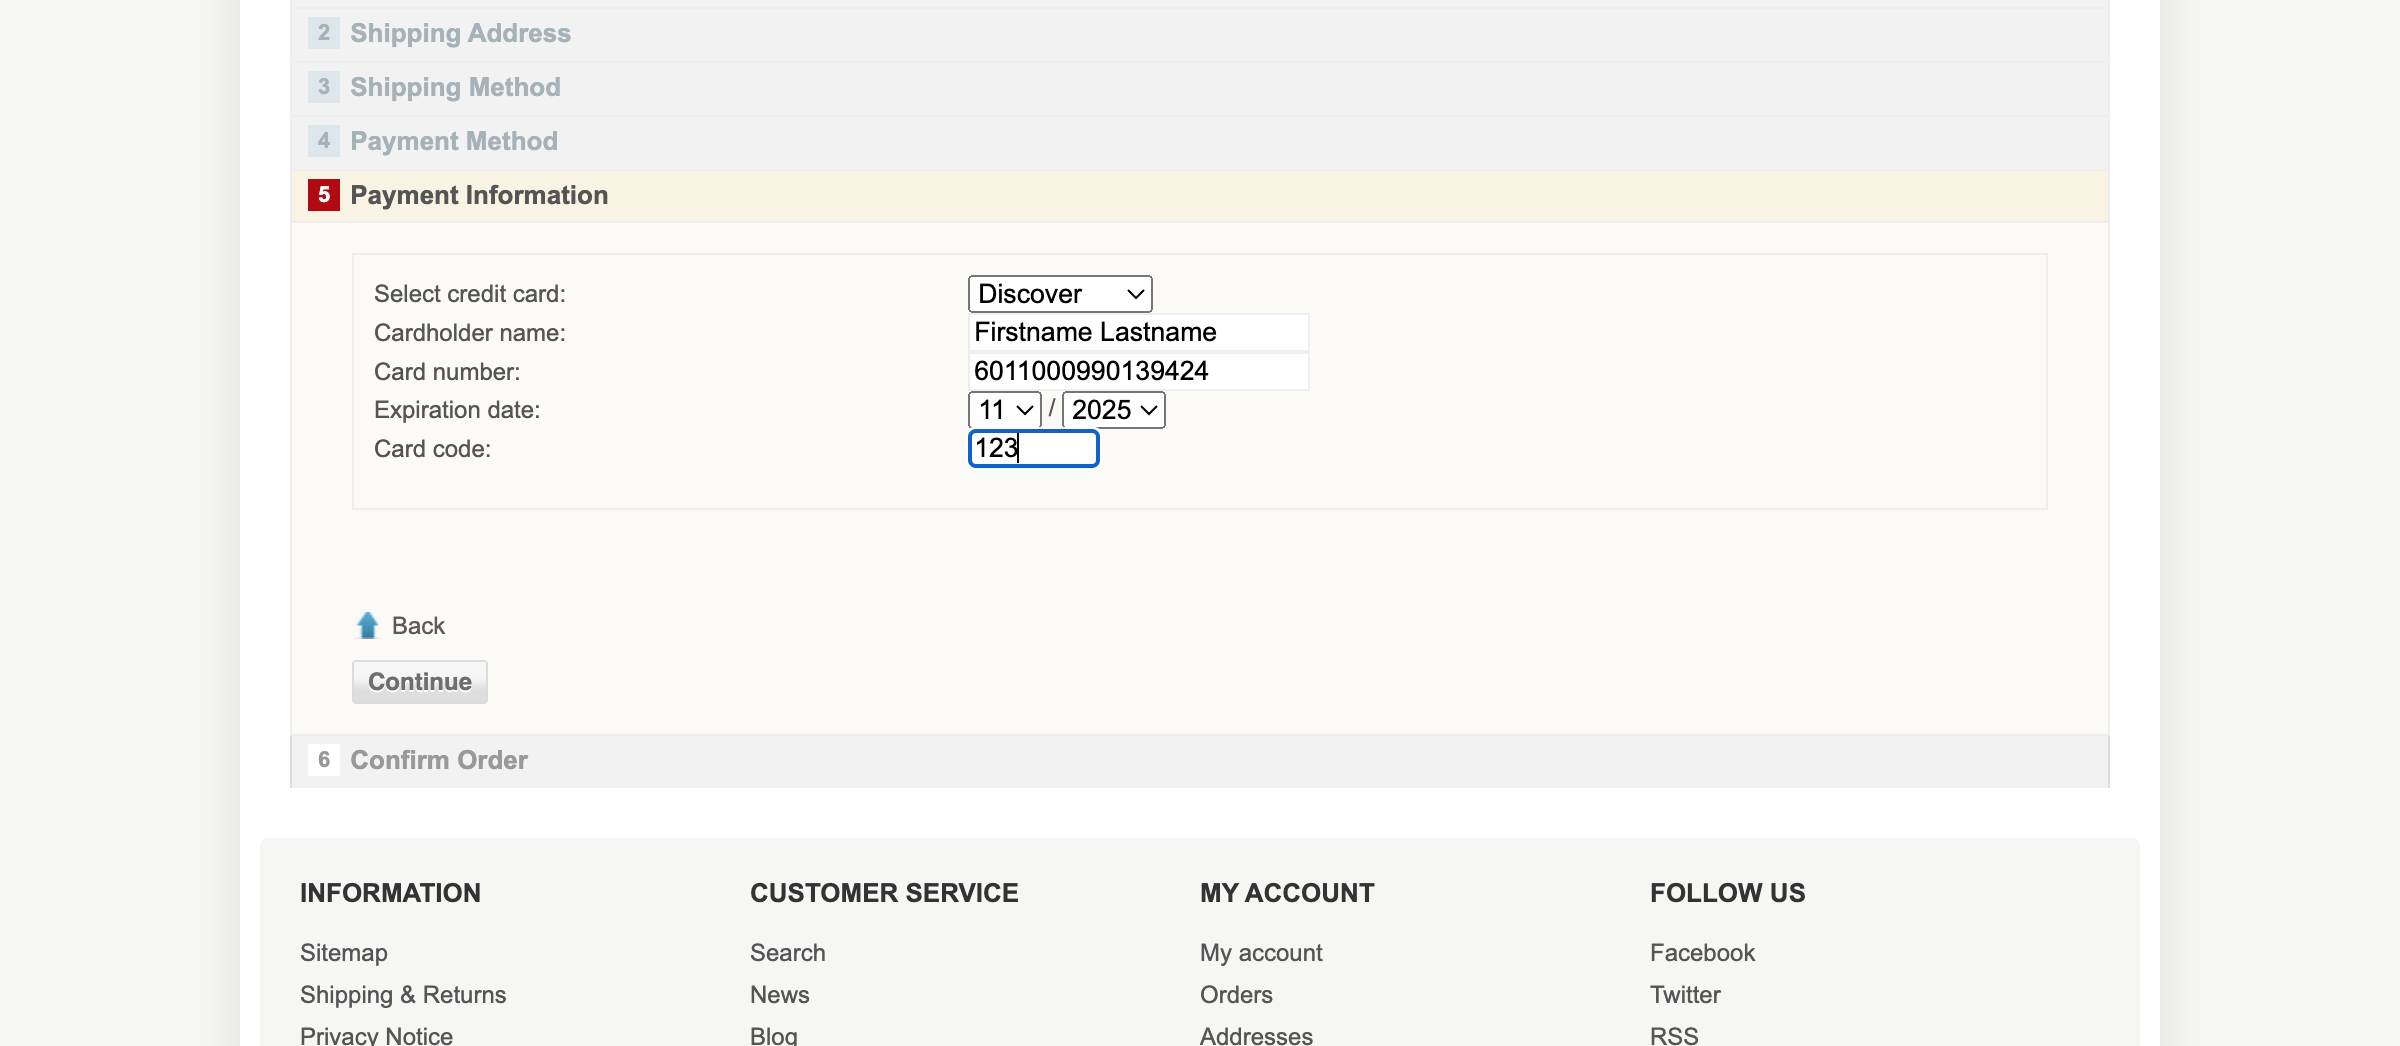 2 Shipping Address
3 Shipping Method
4 Payment Method
5 Payment Information
Select credit card: Discover
Cardholder name: Firstname Lastname
Card number: 6011000990139424
Expiration date: 11 / 2025
Card code: 123
Back
Continue
6 Confirm Order
INFORMATION
Sitemap
Shipping & Returns
Privacy Notice
CUSTOMER SERVICE
Search
News
Blog
MY ACCOUNT
My account
Orders
Addresses
FOLLOW US
Facebook
Twitter
RSS